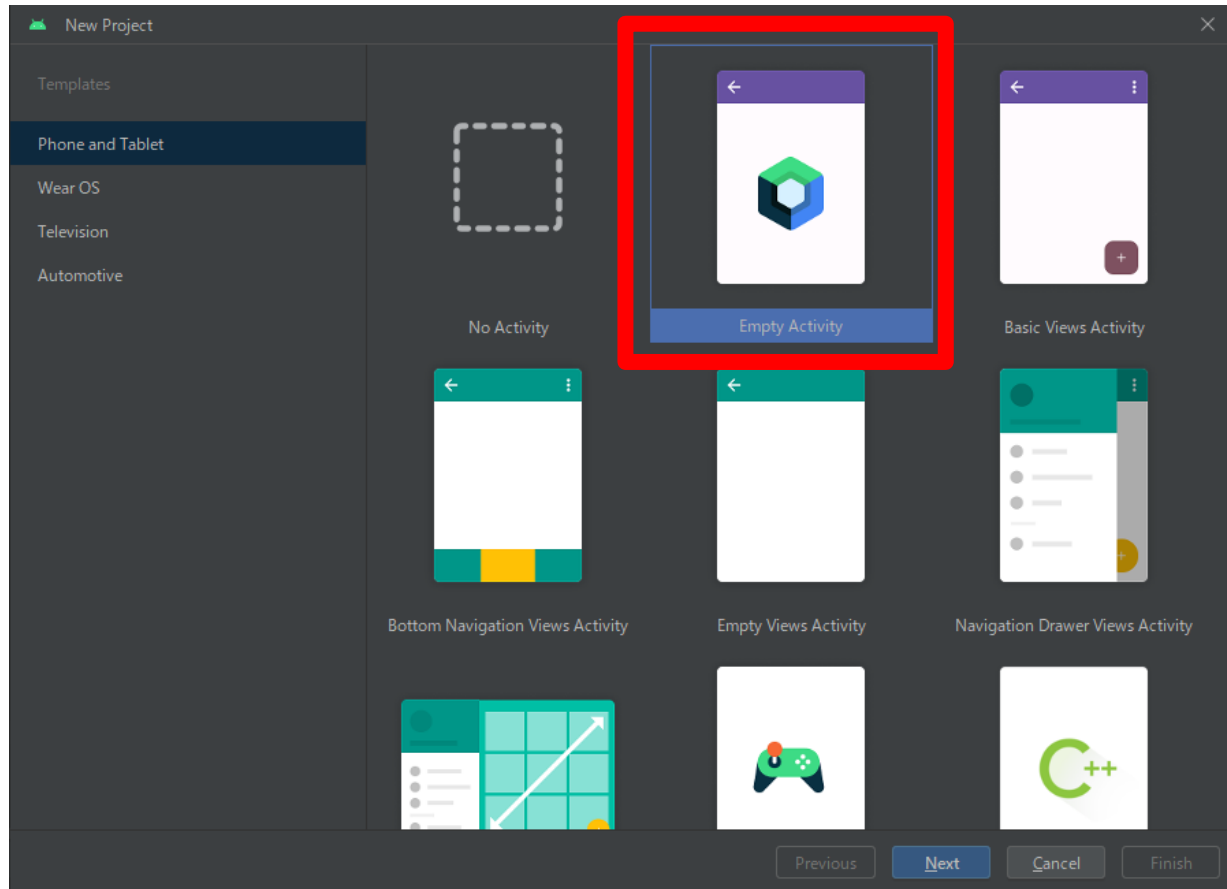 New Project
Templates
Phone and Tablet
Wear OS
Television
Automotive
No Activity
Empty Activity
Basic Views Activity
Bottom Navigation Views Activity
Empty Views Activity
Navigation Drawer Views Activity
C++
Previous
Next
Cancel
Finish